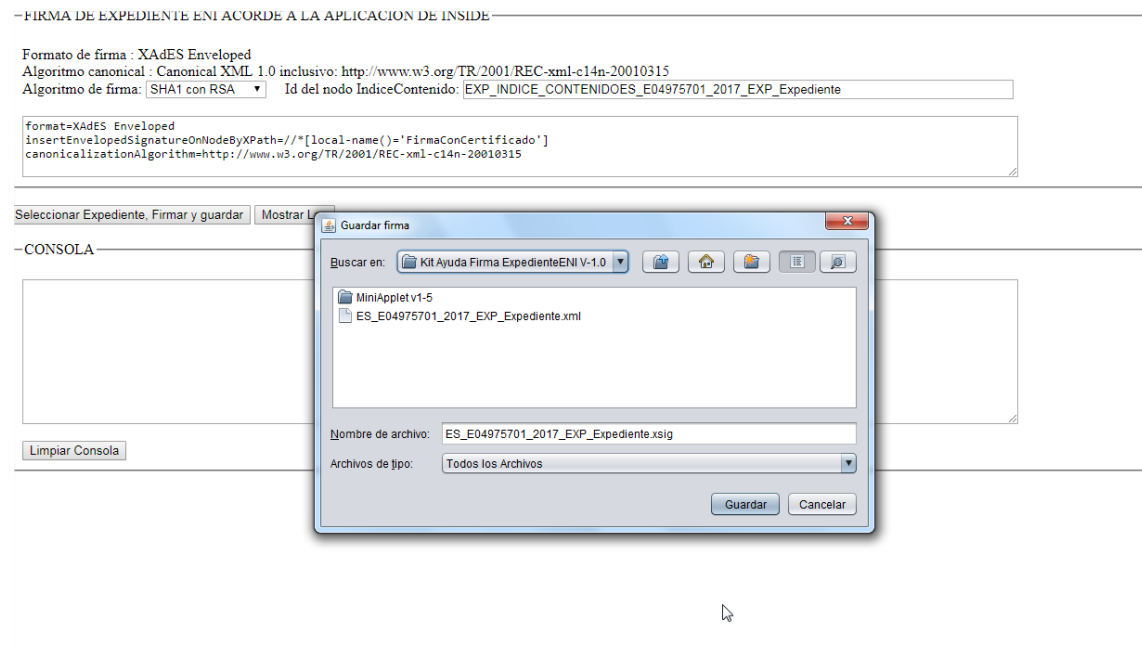 FIRMA DE EXPEDIENTE ENI ACORDE A LA APLICACION DE INSIDE
Formato de firma : XAdES Enveloped
Algoritmo canonical : Canonical XML 1.0 inclusivo: http://www.w3.org/TR/2001/REC-xml-c14n-20010315
Algoritmo de firma: SHA1 con RSA Id del nodo IndiceContenido: EXP_INDICE_CONTENIDOES_E04975701_2017_EXP_Expediente
format=XAdES Enveloped
insertEnvelopedSignatureOnNodeByXPath=//*[local-name()='FirmaConCertificado']
canonicalizationAlgorithm=http://www.w3.org/TR/2001/REC-xml-c14n-20010315
Seleccionar Expediente, Firmar y guardar Mostrar
CONSOLA
Limpiar Consola
Guardar firma
Buscar en: Kit Ayuda Firma ExpedienteENI V-1.0
MiniApplet v1-5
ES_E04975701_2017_EXP_Expediente.xml
Nombre de archivo: ES_E04975701_2017_EXP_Expediente.xsig
Archivos de tipo: Todos los Archivos
Guardar Cancelar